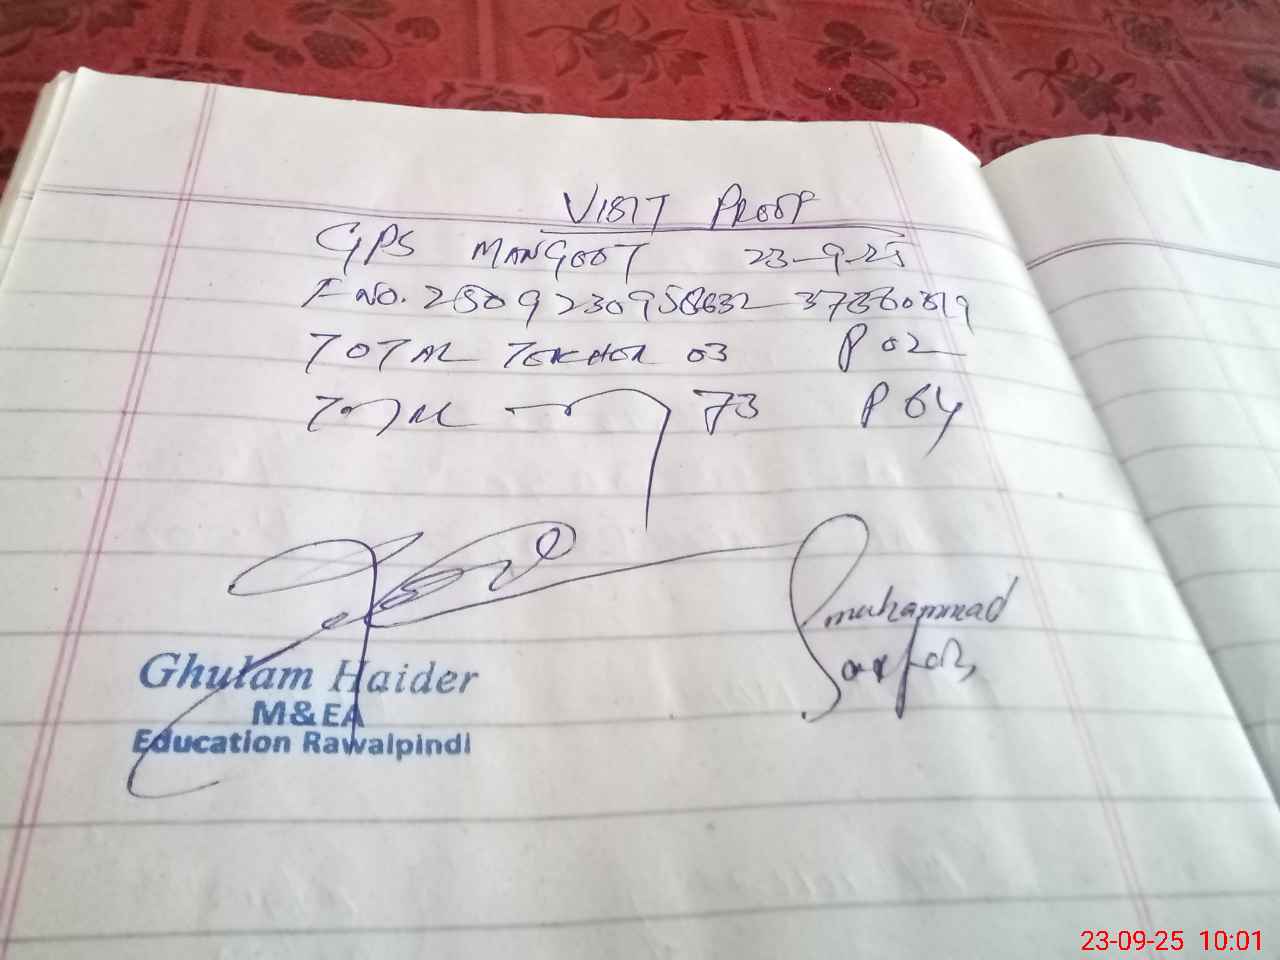 VISIT PROOF
GPS MANGOOT 23-9-25
F NO. 2509230958632-37360319
TOTAL TEACHER 03 P 02
TOTAL 73 P 64
Muhammad
Sarfraz
Ghulam Haider
M&EA
Education Rawalpindi
23-09-25 10:01